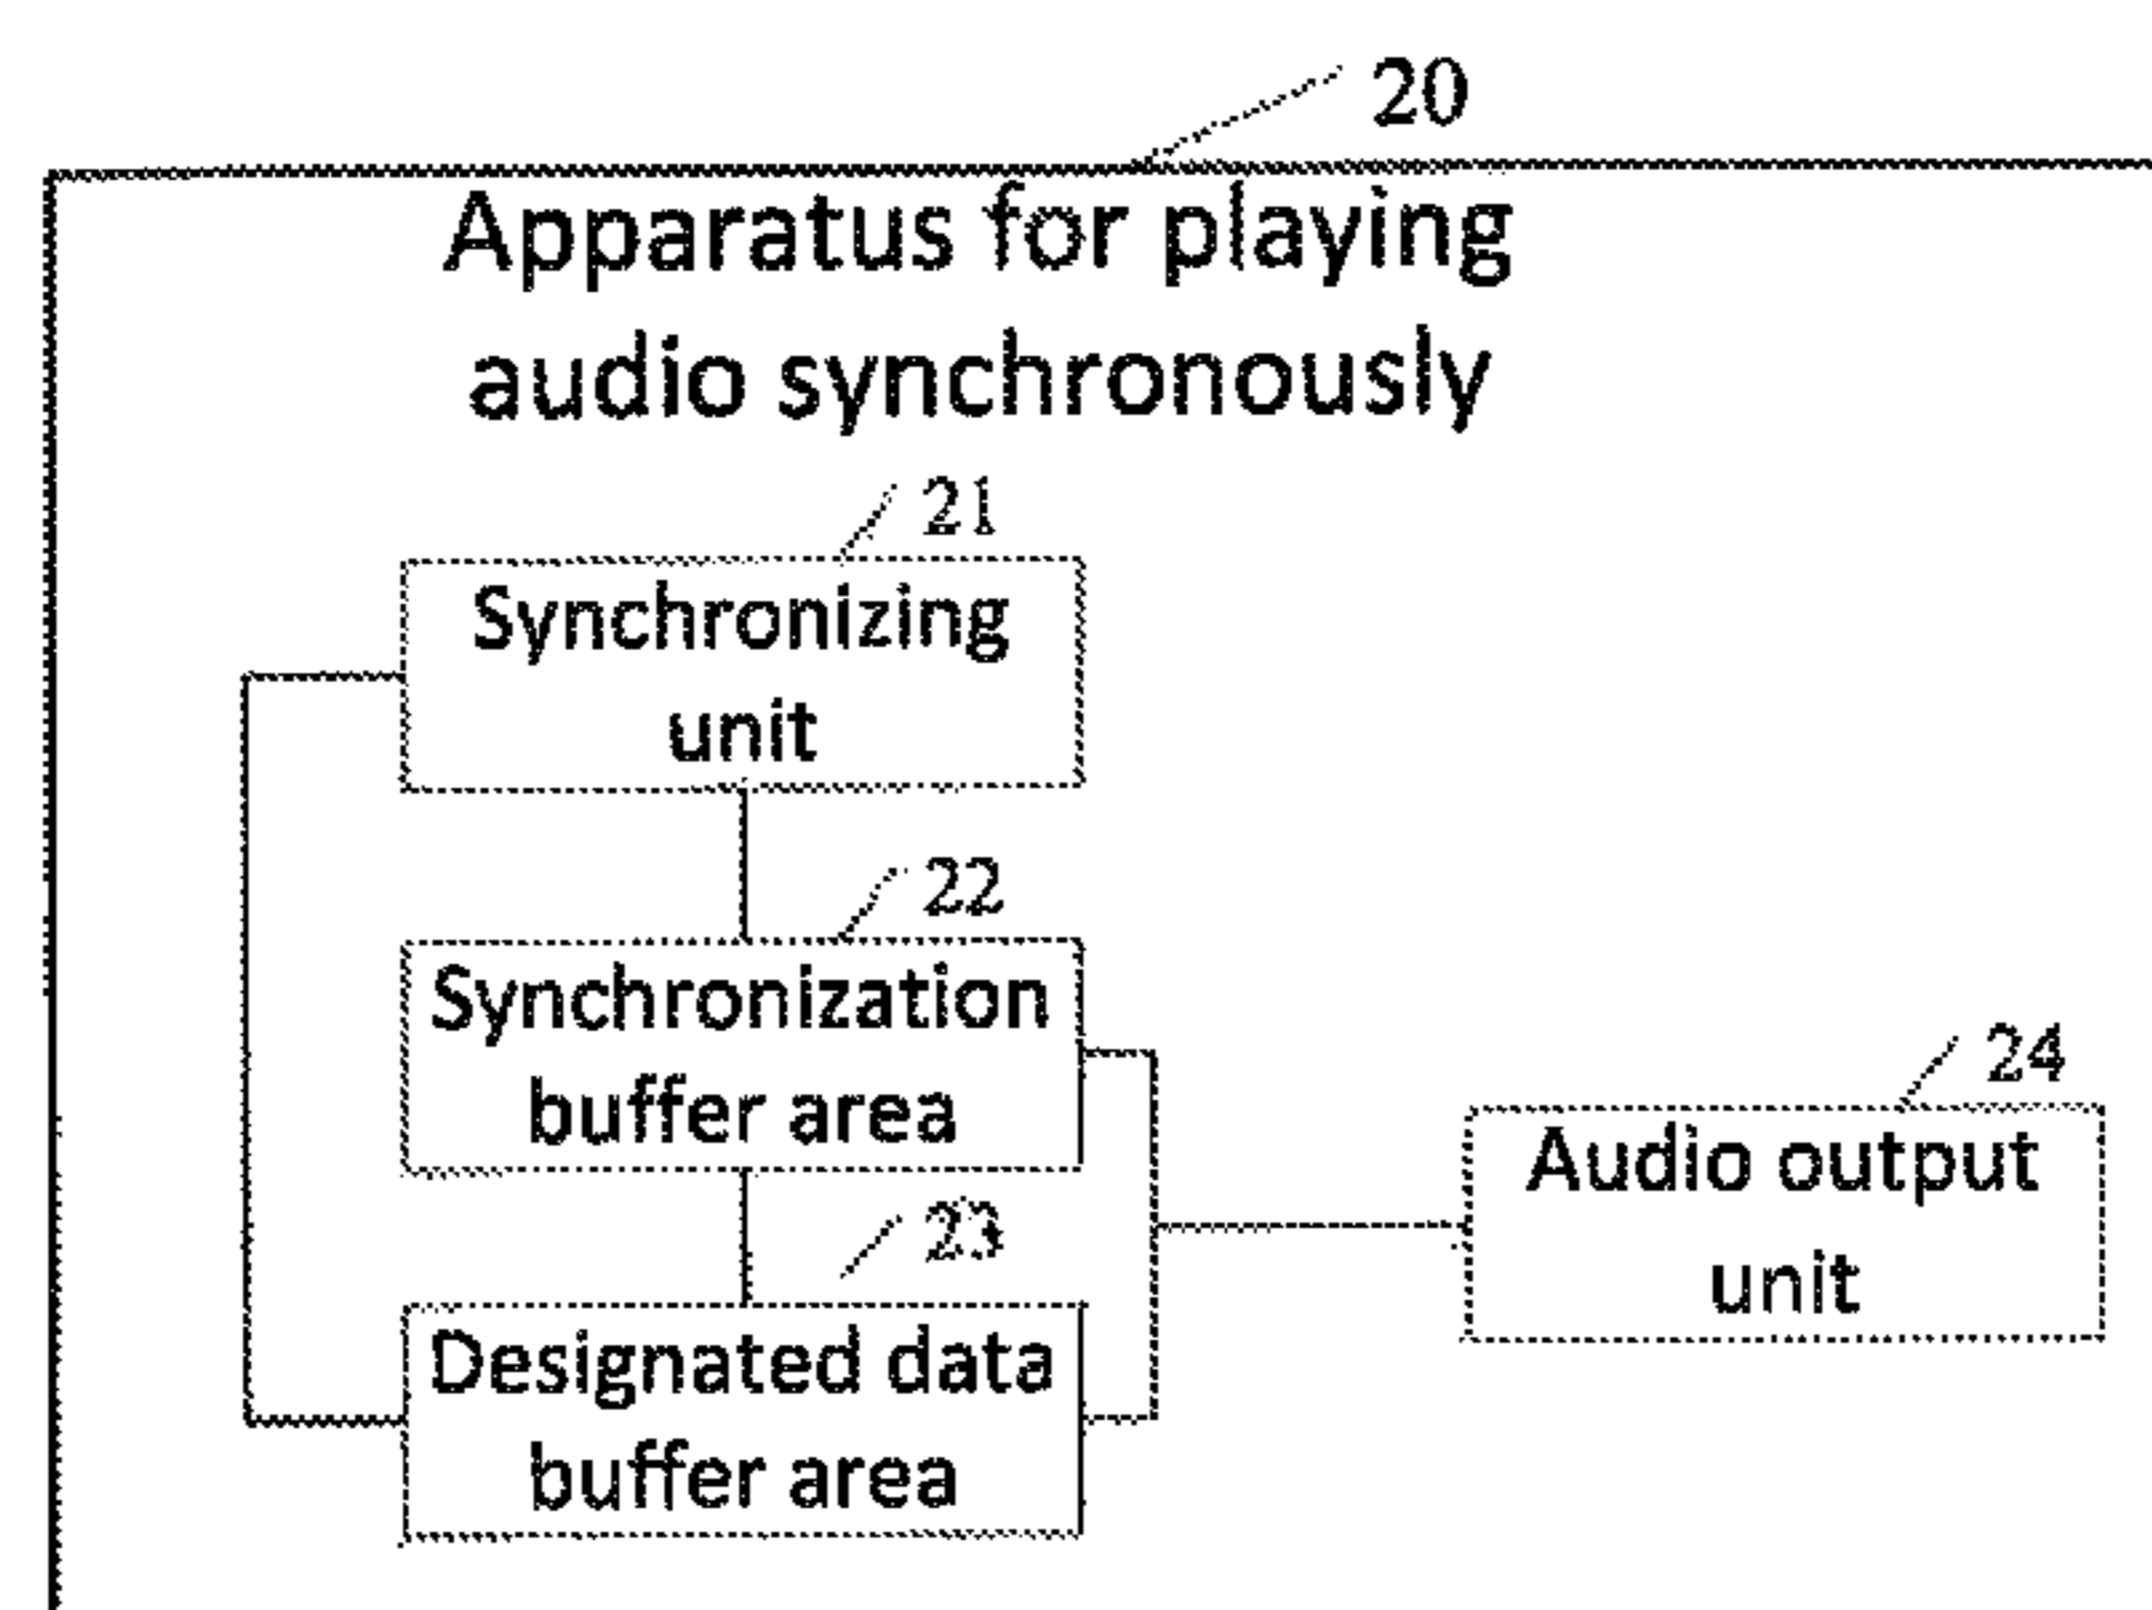 20
Apparatus for playing
audio synchronously
21
Synchronizing
unit
22
Synchronization
buffer area
23
Designated data
buffer area
24
Audio output
unit